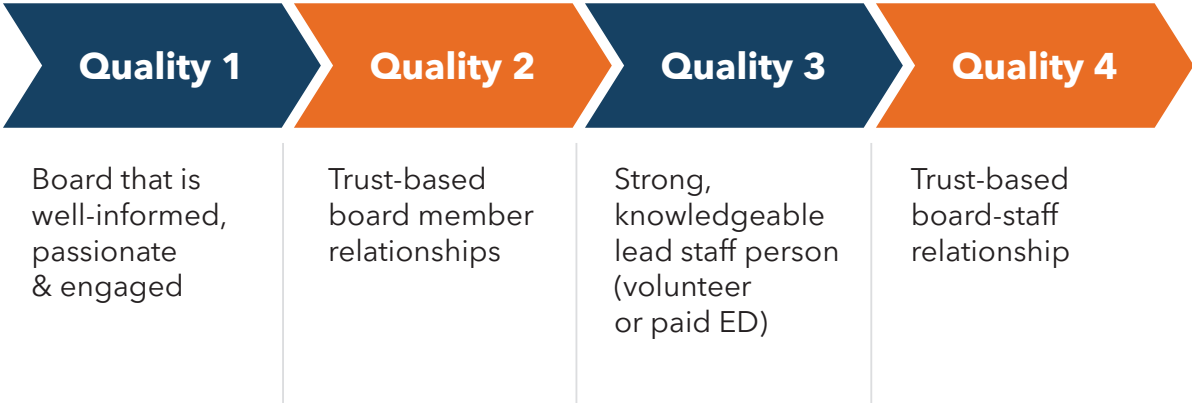 Quality 1
Quality 2
Quality 3
Quality 4
Board that is
well-informed,
passionate
& engaged
Trust-based
board member
relationships
Strong,
knowledgeable
lead staff person
(volunteer
or paid ED)
Trust-based
board-staff
relationship